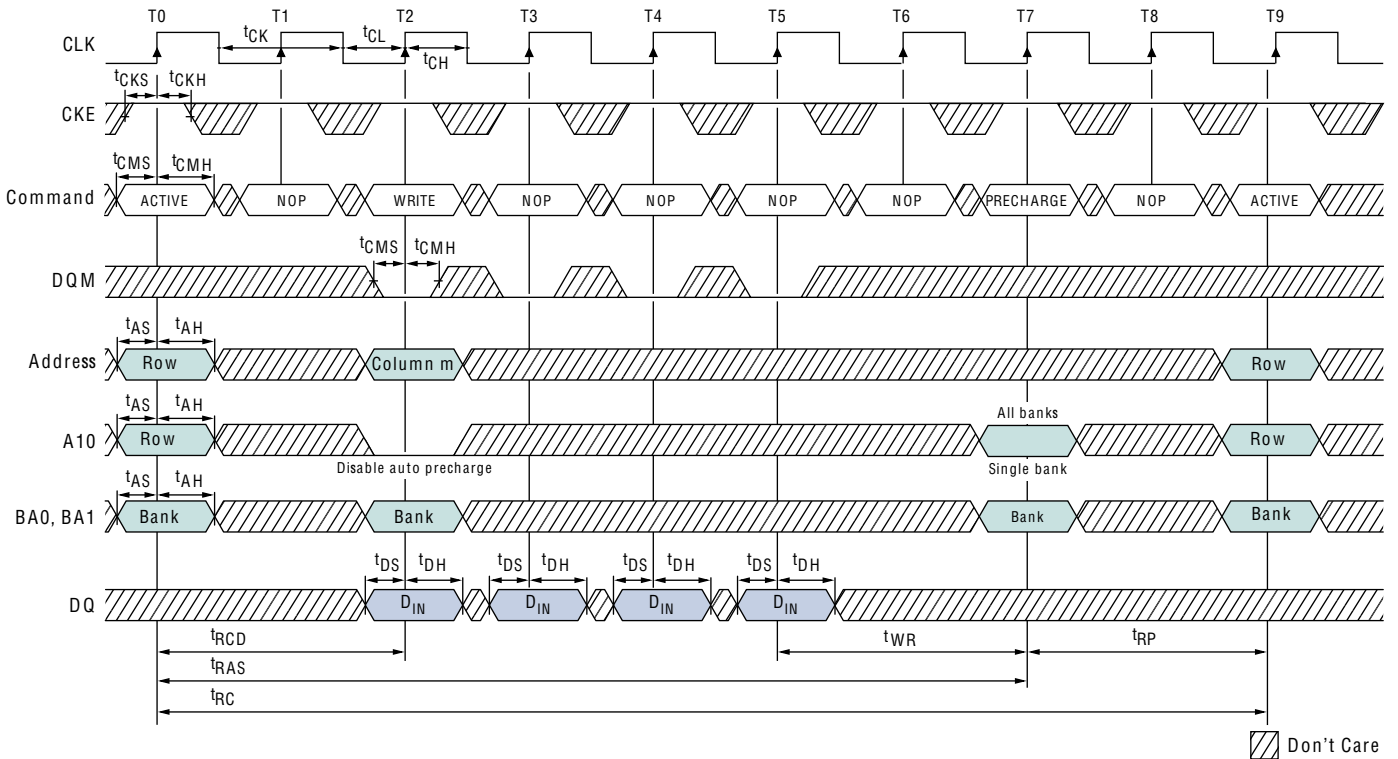 T0 T1 T2 T3 T4 T5 T6 T7 T8 T9
CLK tCK tCL tCH
tCKS tCKH
CKE
tCMS tCMH
Command ACTIVE NOP WRITE NOP NOP NOP NOP PRECHARGE NOP ACTIVE
tCMS tCMH
DQM
tAS tAH
Address Row Column m Row
tAS tAH All banks
A10 Row Row
Disable auto precharge Single bank
tAS tAH
BA0, BA1 Bank Bank Bank Bank
tDS tDH tDS tDH tDS tDH tDS tDH
DQ DIN DIN DIN DIN
tRCD tWR tRP
tRAS
tRC
Don't Care